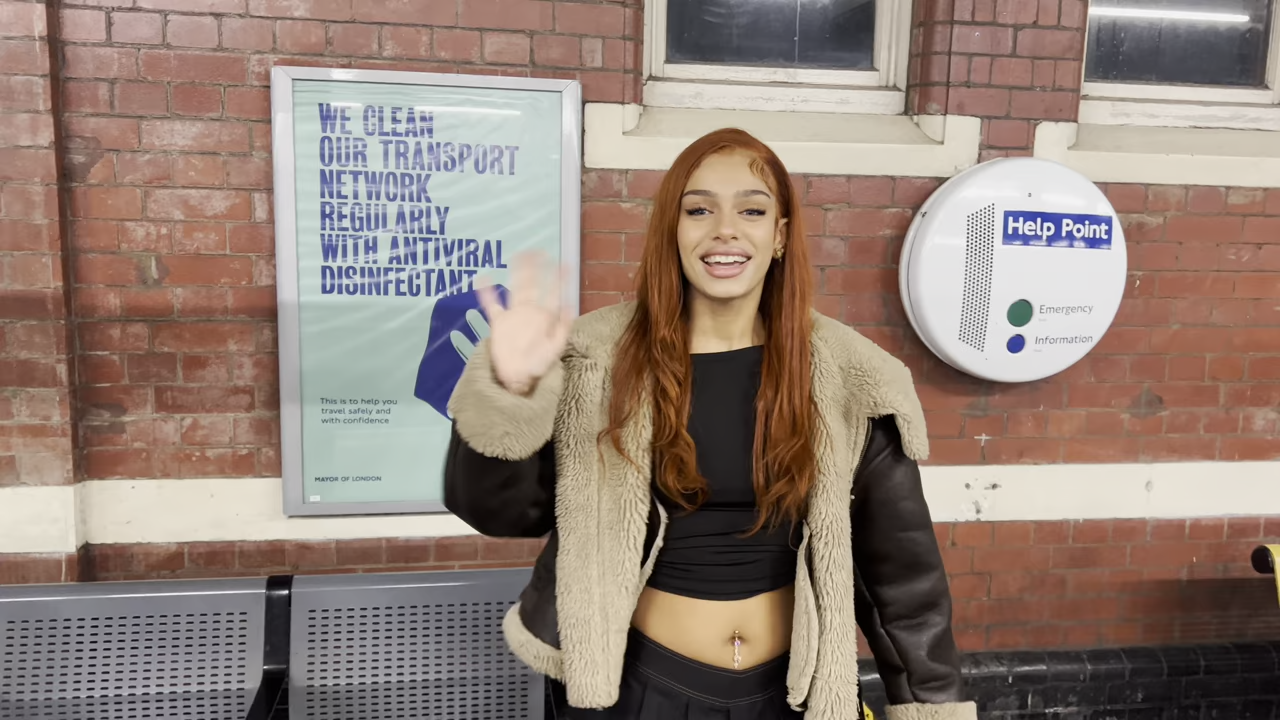 WE CLEAN
OUR TRANSPORT
NETWORK
REGULARLY
WITH ANTIVIRAL
DISINFECTANT
This is to help you
travel safely and
with confidence
MAYOR OF LONDON
Help Point
Emergency
Information